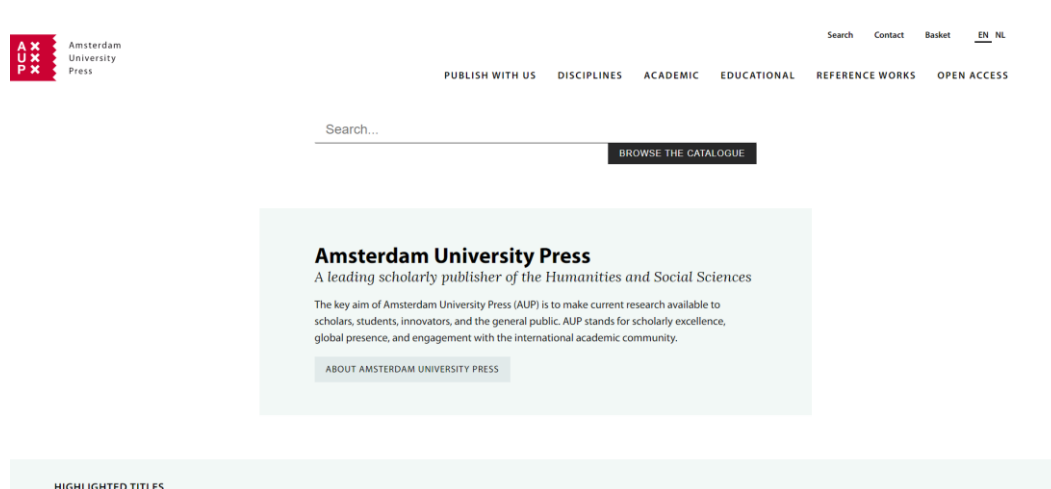 Search Contact Basket EN NL
A
U
P
Amsterdam
University
Press
PUBLISH WITH US DISCIPLINES ACADEMIC EDUCATIONAL REFERENCE WORKS OPEN ACCESS
Search...
BROWSE THE CATALOGUE
Amsterdam University Press
A leading scholarly publisher of the Humanities and Social Sciences
The key aim of Amsterdam University Press (AUP) is to make current research available to
scholars, students, innovators, and the general public. AUP stands for scholarly excellence,
global presence, and engagement with the international academic community.
ABOUT AMSTERDAM UNIVERSITY PRESS
HIGHLIGHTED TITLES